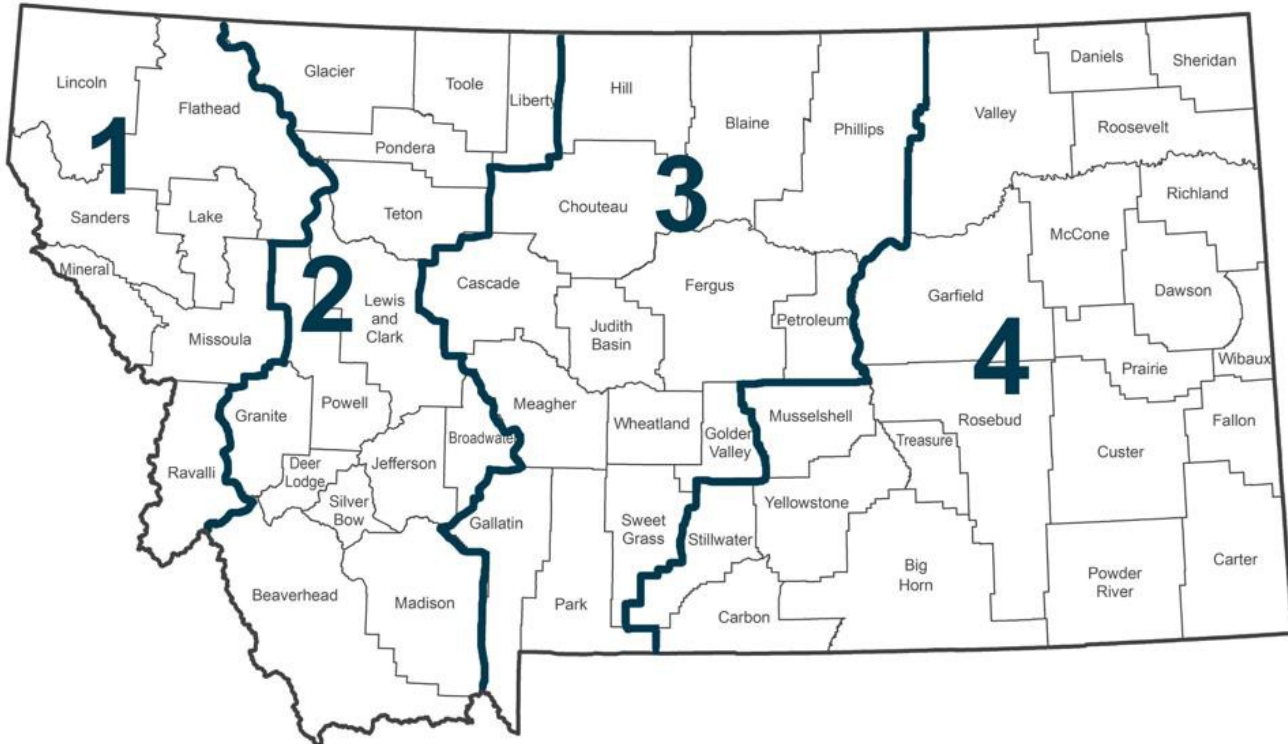 Lincoln
Flathead
1
Sanders
Lake
Mineral
Missoula
Ravalli
Glacier
Toole
Liberty
Pondera
Teton
2
Lewis
and
Clark
Powell
Granite
Deer
Lodge
Silver
Bow
Jefferson
Broadwater
Beaverhead
Madison
Hill
Blaine
Phillips
3
Chouteau
Cascade
Judith
Basin
Fergus
Petroleum
Meagher
Wheatland
Golden
Valley
Gallatin
Park
Sweet
Grass
Valley
Daniels
Sheridan
Roosevelt
Richland
McCone
Dawson
Garfield
4
Prairie
Wibaux
Musselshell
Treasure
Rosebud
Custer
Fallon
Yellowstone
Stillwater
Carbon
Big
Horn
Powder
River
Carter